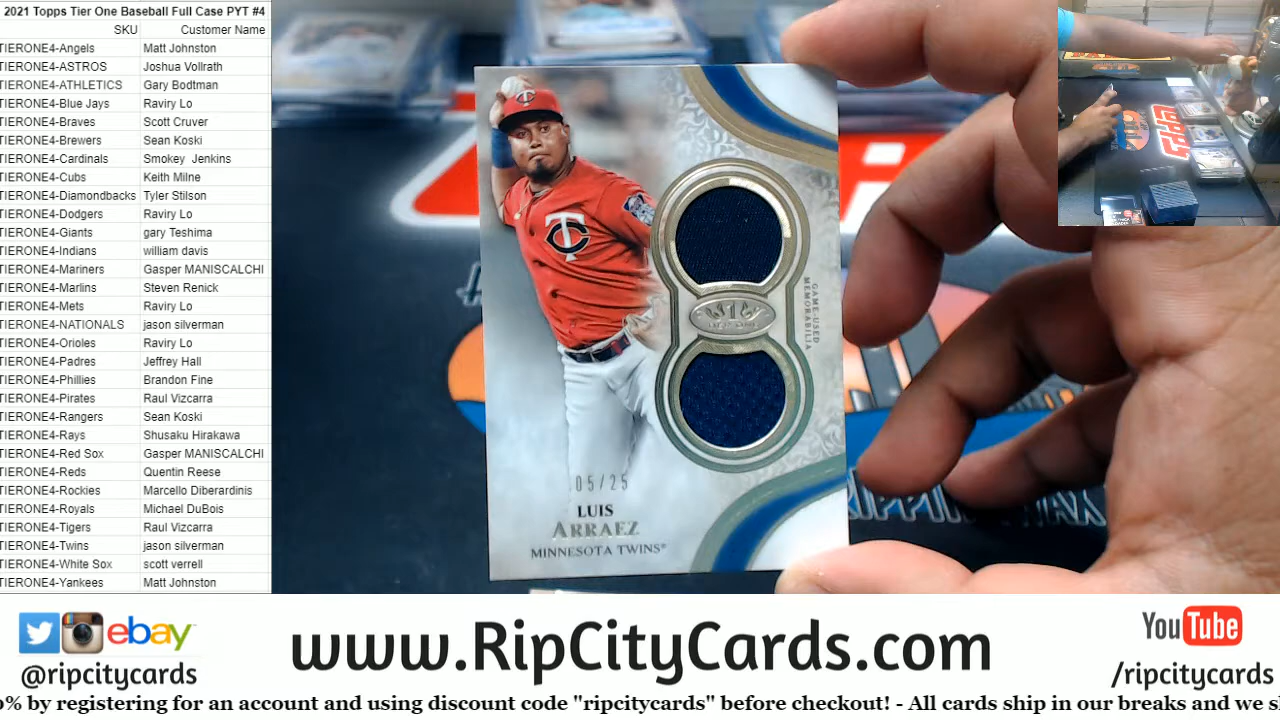 2021 Topps Tier One Baseball Full Case PYT #4
SKU Customer Name
TIERONE4-Angels Matt Johnston
TIERONE4-ASTROS Joshua Vollrath
TIERONE4-ATHLETICS Gary Bodtman
TIERONE4-Blue Jays Raviry Lo
TIERONE4-Braves Scott Cruver
TIERONE4-Brewers Sean Koski
TIERONE4-Cardinals Smokey Jenkins
TIERONE4-Cubs Keith Milne
TIERONE4-Diamondbacks Tyler Stilson
TIERONE4-Dodgers Raviry Lo
TIERONE4-Giants gary Teshima
TIERONE4-Indians william davis
TIERONE4-Mariners Gasper MANISCALCHI
TIERONE4-Marlins Steven Renick
TIERONE4-Mets Raviry Lo
TIERONE4-NATIONALS jason silverman
TIERONE4-Orioles Raviry Lo
TIERONE4-Padres Jeffrey Hall
TIERONE4-Phillies Brandon Fine
TIERONE4-Pirates Raul Vizcarra
TIERONE4-Rangers Sean Koski
TIERONE4-Rays Shusaku Hirakawa
TIERONE4-Red Sox Gasper MANISCALCHI
TIERONE4-Reds Quentin Reese
TIERONE4-Rockies Marcello Diberardinis
TIERONE4-Royals Michael DuBois
TIERONE4-Tigers Raul Vizcarra
TIERONE4-Twins jason silverman
TIERONE4-White Sox scott verrell
TIERONE4-Yankees Matt Johnston
TC
GAME-USED
MEMORABILIA
05/25
LUIS
ARRAEZ
MINNESOTA TWINS®
RIPPIN WAX
ebay
@ripcitycards
www.RipCityCards.com
YouTube
/ripcitycards
0% by registering for an account and using discount code "ripcitycards" before checkout! - All cards ship in our breaks and we s